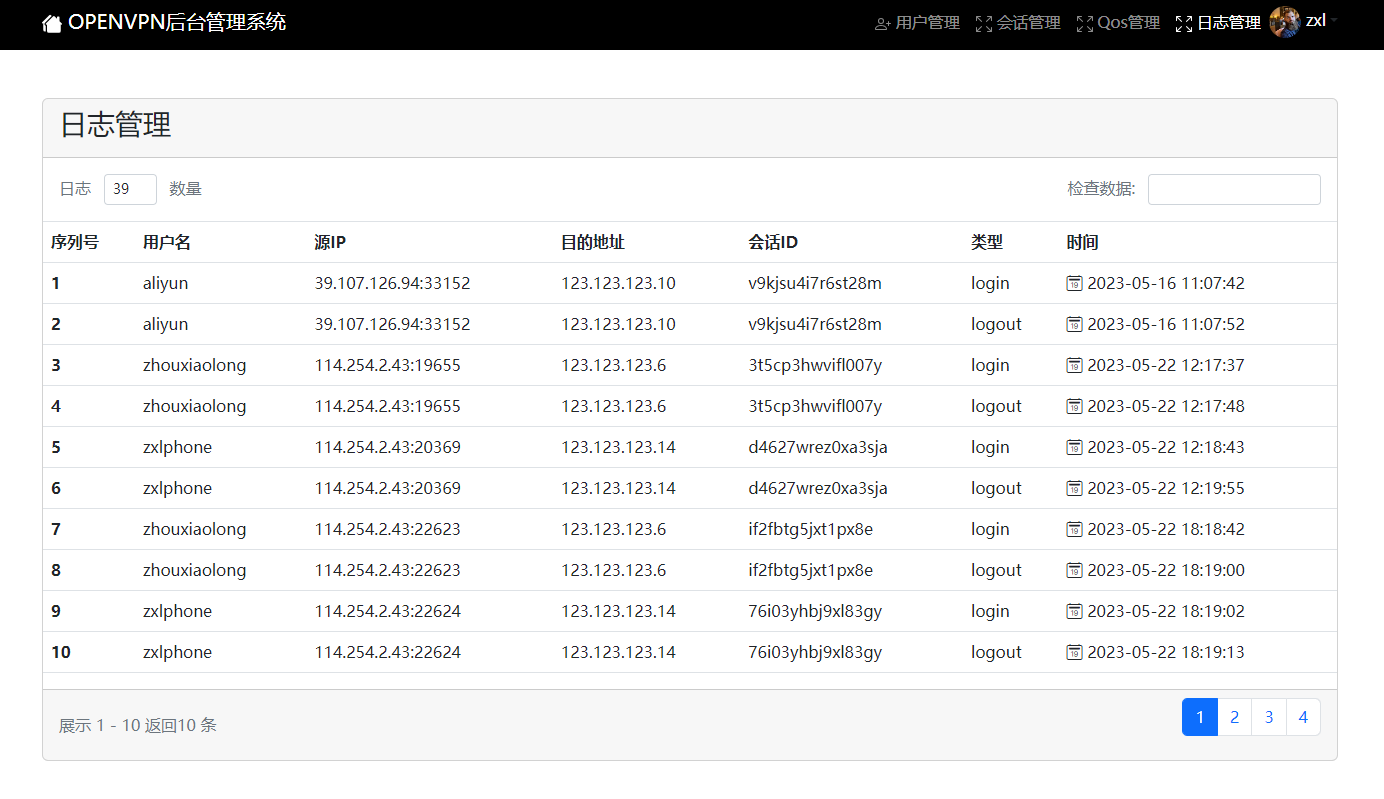 OPENVPN后台管理系统 用户管理 会话管理 Qos管理 日志管理 zxl
日志管理
日志 39 数量 检查数据:
序列号 用户名 源IP 目的地址 会话ID 类型 时间
1 aliyun 39.107.126.94:33152 123.123.123.10 v9kjsu4i7r6st28m login 19 2023-05-16 11:07:42
2 aliyun 39.107.126.94:33152 123.123.123.10 v9kjsu4i7r6st28m logout 19 2023-05-16 11:07:52
3 zhouxiaolong 114.254.2.43:19655 123.123.123.6 3t5cp3hwvifl007y login 19 2023-05-22 12:17:37
4 zhouxiaolong 114.254.2.43:19655 123.123.123.6 3t5cp3hwvifl007y logout 19 2023-05-22 12:17:48
5 zxlphone 114.254.2.43:20369 123.123.123.14 d4627wrez0xa3sja login 19 2023-05-22 12:18:43
6 zxlphone 114.254.2.43:20369 123.123.123.14 d4627wrez0xa3sja logout 19 2023-05-22 12:19:55
7 zhouxiaolong 114.254.2.43:22623 123.123.123.6 if2fbtg5jxt1px8e login 19 2023-05-22 18:18:42
8 zhouxiaolong 114.254.2.43:22623 123.123.123.6 if2fbtg5jxt1px8e logout 19 2023-05-22 18:19:00
9 zxlphone 114.254.2.43:22624 123.123.123.14 76i03yhbj9xl83gy login 19 2023-05-22 18:19:02
10 zxlphone 114.254.2.43:22624 123.123.123.14 76i03yhbj9xl83gy logout 19 2023-05-22 18:19:13
展示 1 - 10 返回10 条 1 2 3 4